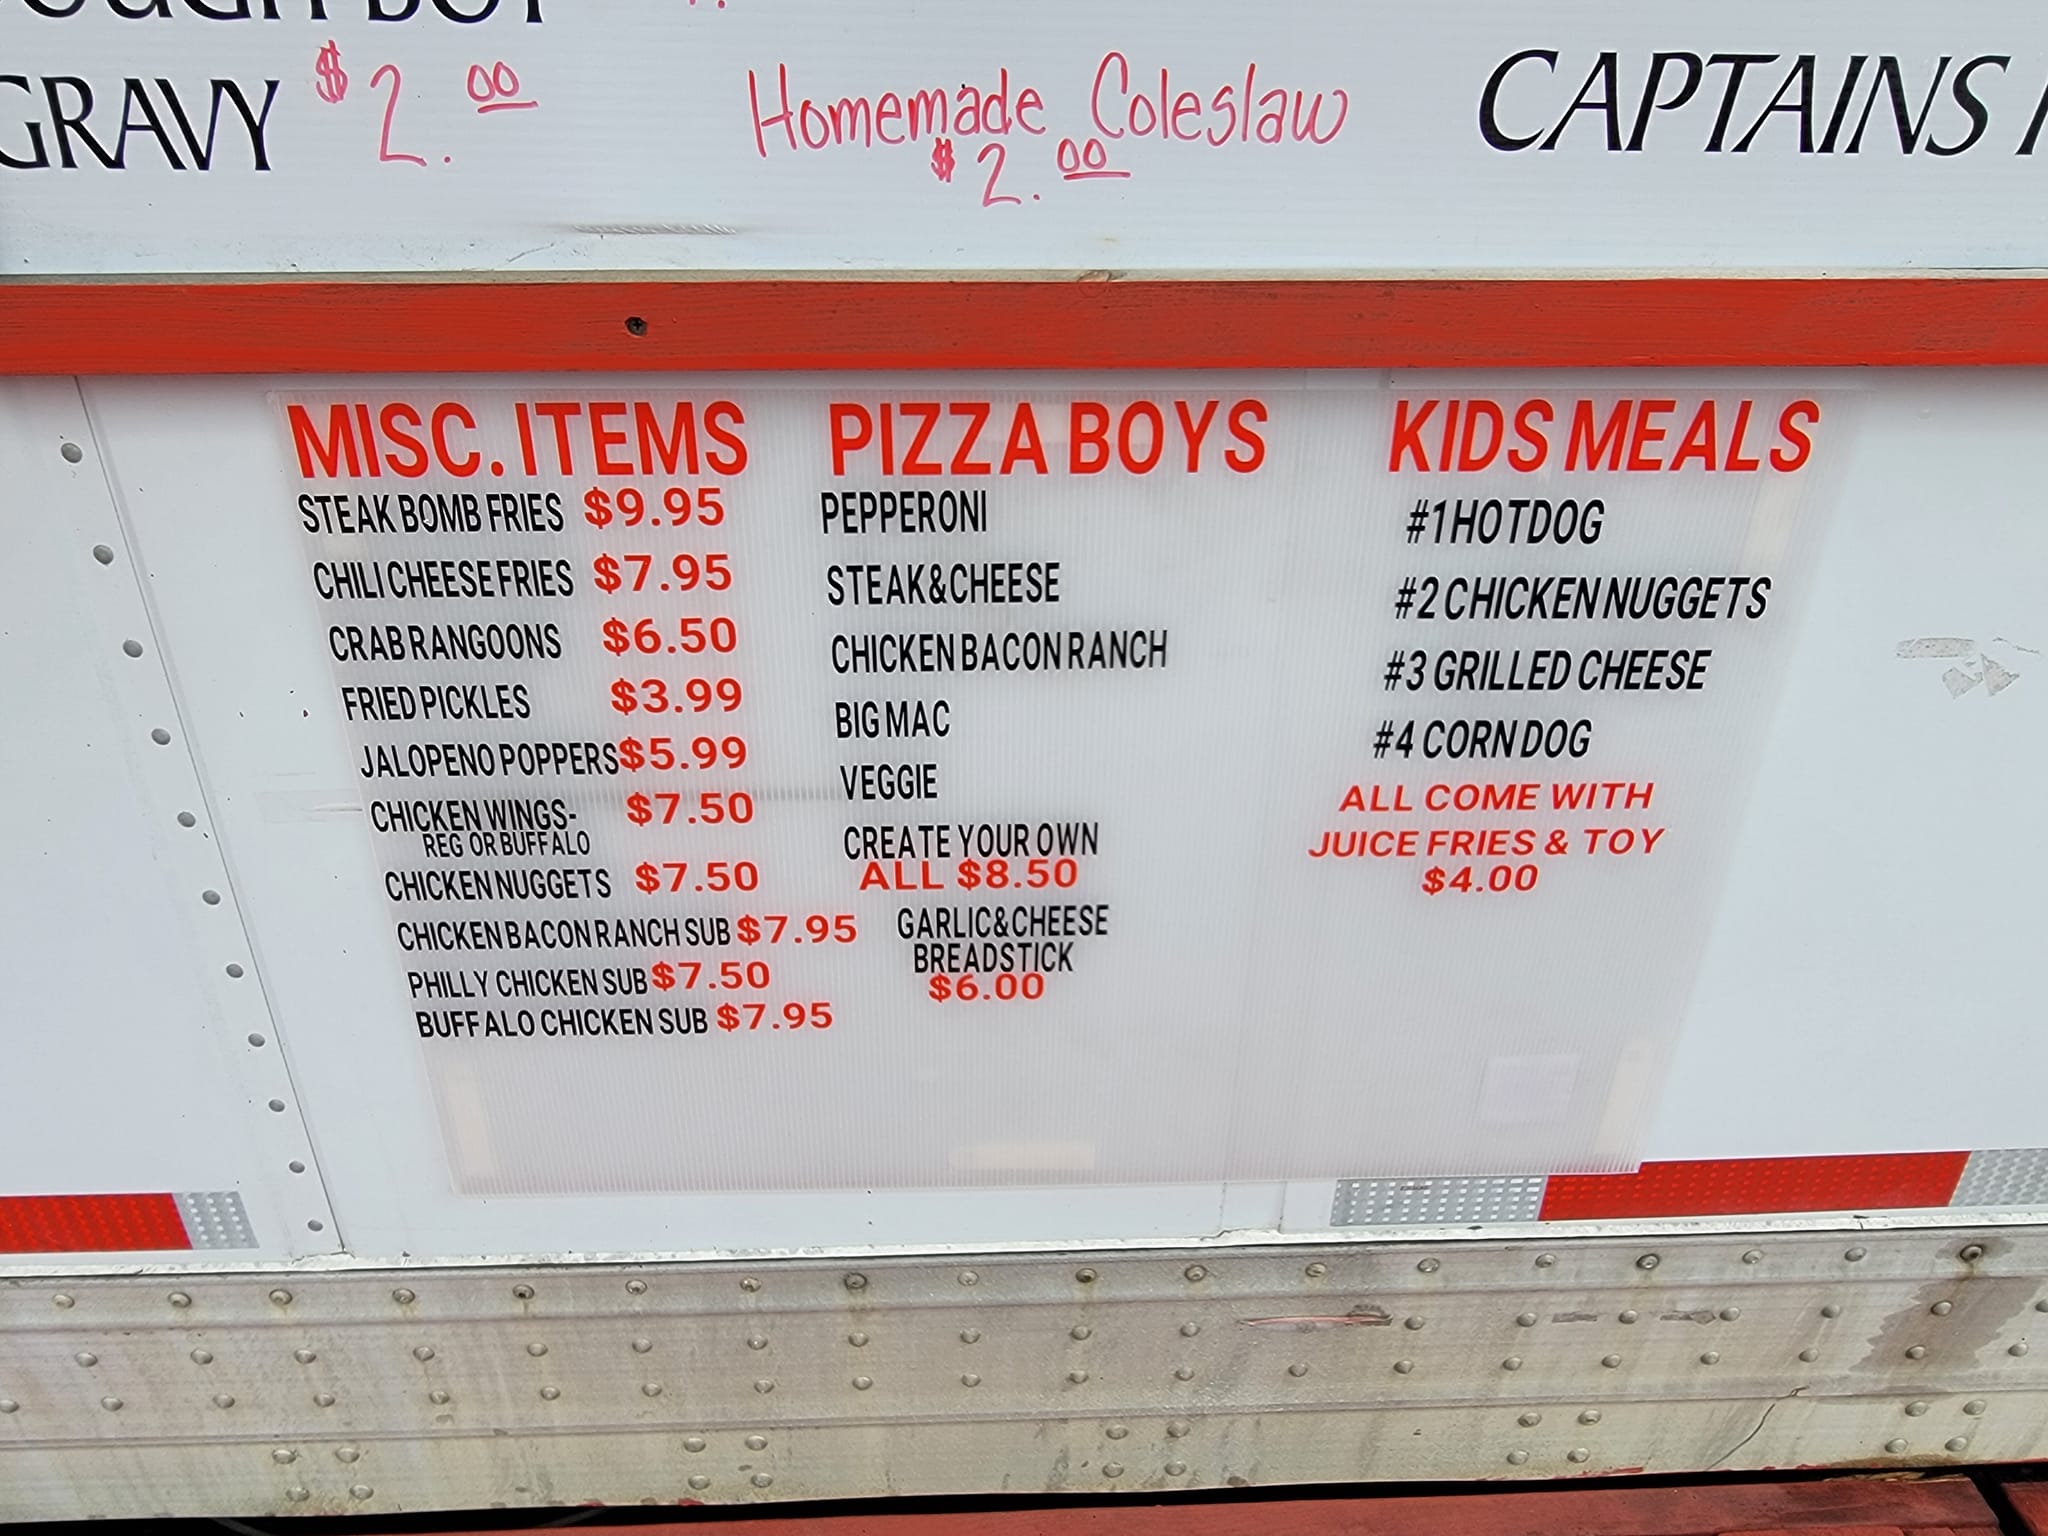 GRAVY $2.00
Homemade Coleslaw
$2.00
CAPTAINS
MISC. ITEMS
STEAK BOMB FRIES $9.95
CHILI CHEESE FRIES $7.95
CRAB RANGOONS $6.50
FRIED PICKLES $3.99
JALOPENO POPPERS $5.99
CHICKEN WINGS- $7.50
REG OR BUFFALO
CHICKEN NUGGETS $7.50
CHICKEN BACON RANCH SUB $7.95
PHILLY CHICKEN SUB $7.50
BUFFALO CHICKEN SUB $7.95
PIZZA BOYS
PEPPERONI
STEAK&CHEESE
CHICKEN BACON RANCH
BIG MAC
VEGGIE
CREATE YOUR OWN
ALL $8.50
GARLIC&CHEESE
BREADSTICK
$6.00
KIDS MEALS
#1 HOTDOG
#2 CHICKEN NUGGETS
#3 GRILLED CHEESE
#4 CORN DOG
ALL COME WITH
JUICE FRIES & TOY
$4.00